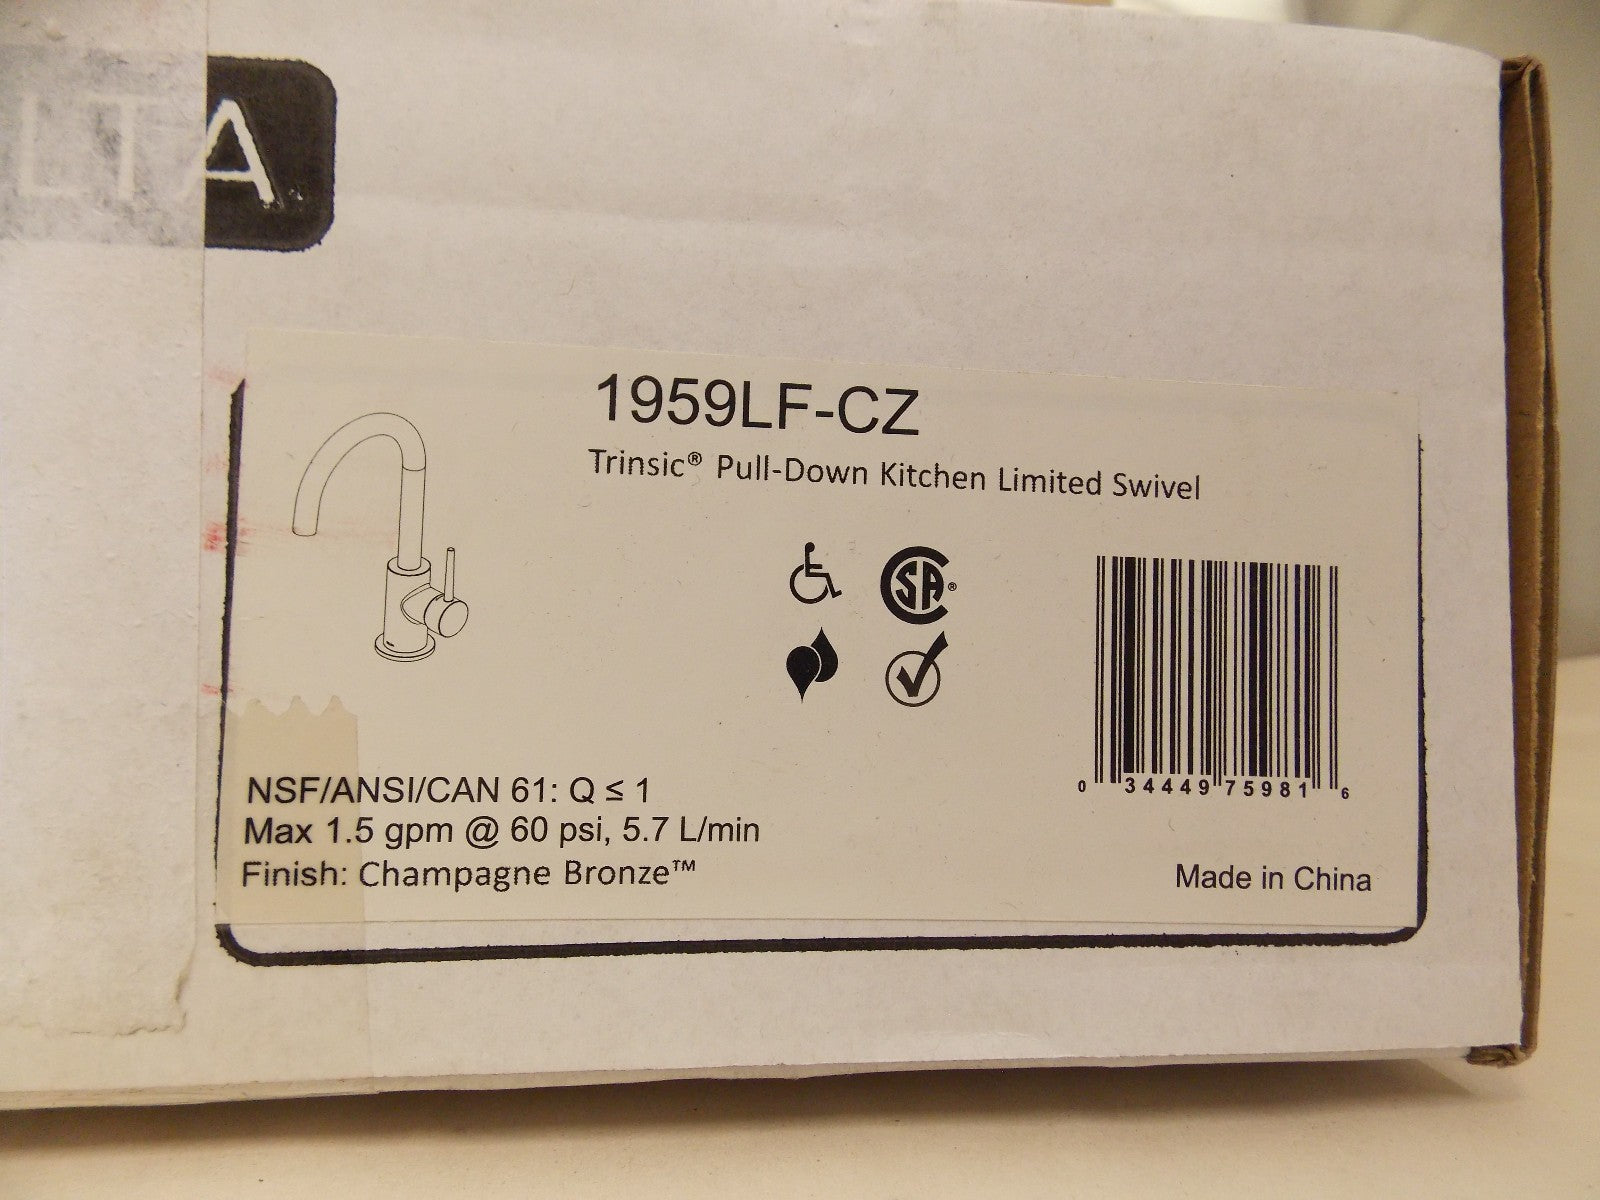 LTA
1959LF-CZ
Trinsic® Pull-Down Kitchen Limited Swivel
CSA®
0 34449 75981 6
NSF/ANSI/CAN 61: Q ≤ 1
Max 1.5 gpm @ 60 psi, 5.7 L/min
Finish: Champagne Bronze™
Made in China